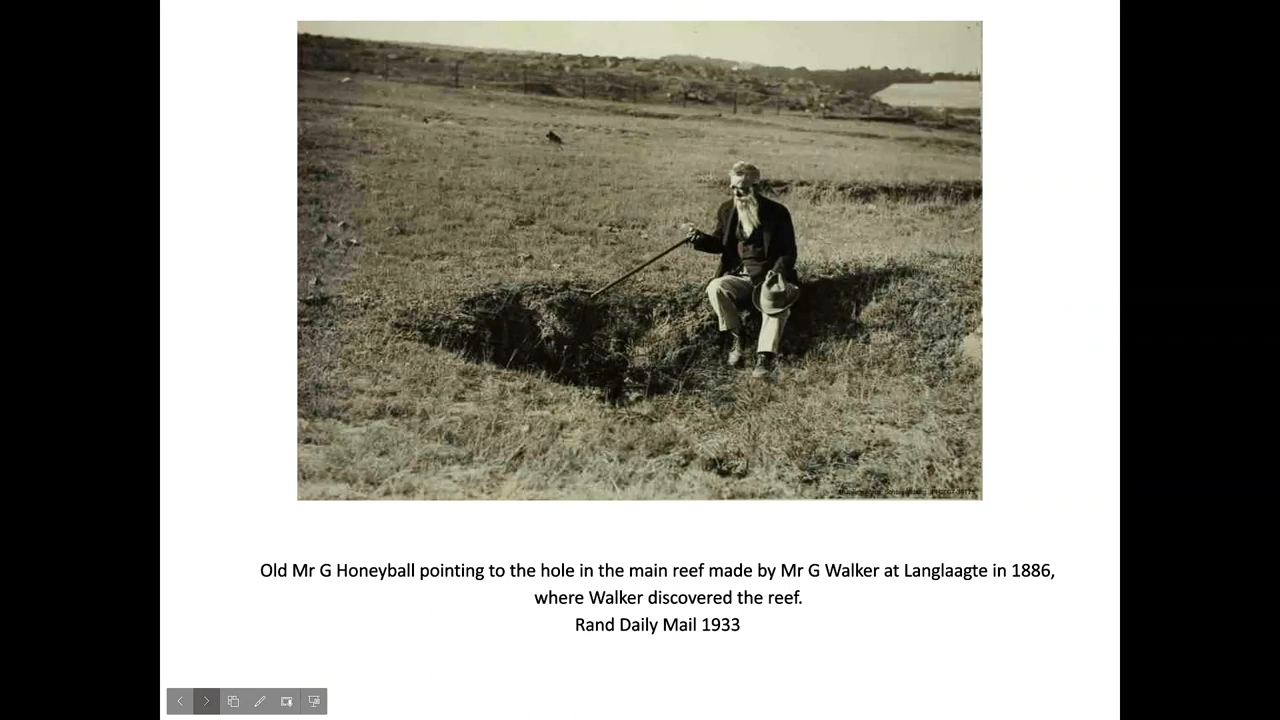 Old Mr G Honeyball pointing to the hole in the main reef made by Mr G Walker at Langlaagte in 1886,
where Walker discovered the reef.
Rand Daily Mail 1933